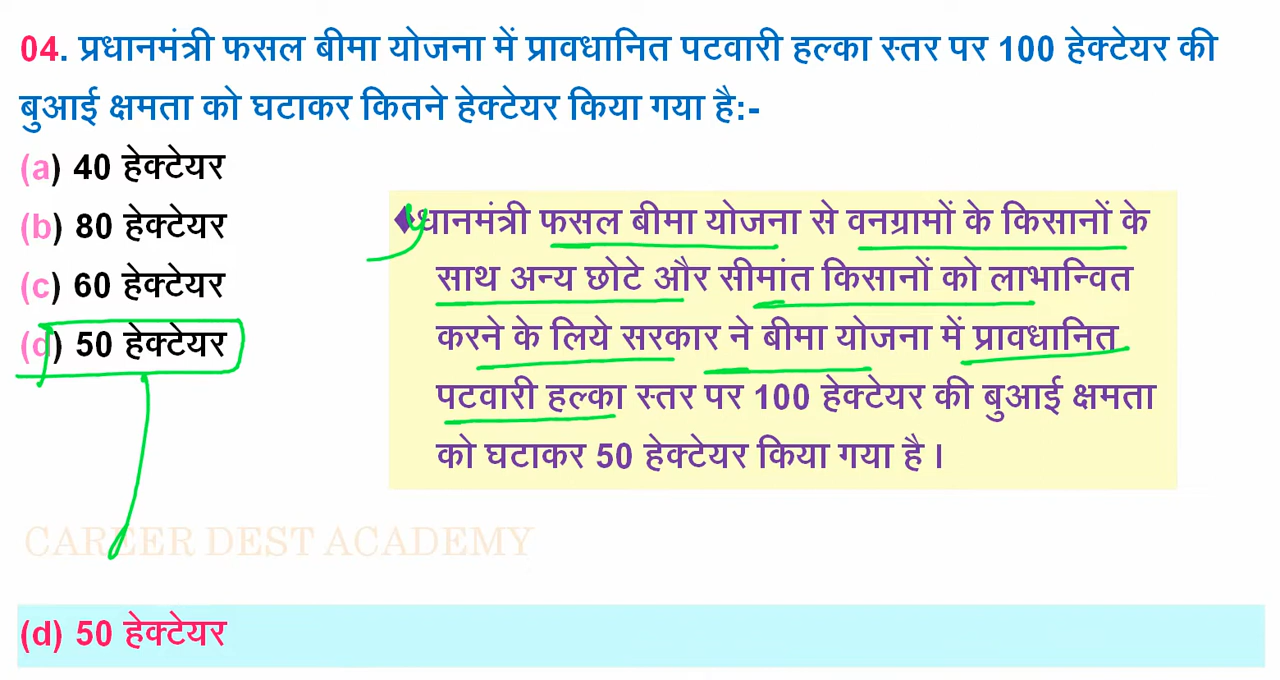 04. प्रधानमंत्री फसल बीमा योजना में प्रावधानित पटवारी हल्का स्तर पर 100 हेक्टेयर की
बुआई क्षमता को घटाकर कितने हेक्टेयर किया गया है:-
(a) 40 हेक्टेयर
(b) 80 हेक्टेयर
(c) 60 हेक्टेयर
(d) 50 हेक्टेयर
धानमंत्री फसल बीमा योजना से वनग्रामों के किसानों के
साथ अन्य छोटे और सीमांत किसानों को लाभान्वित
करने के लिये सरकार ने बीमा योजना में प्रावधानित
पटवारी हल्का स्तर पर 100 हेक्टेयर की बुआई क्षमता
को घटाकर 50 हेक्टेयर किया गया है ।
CAREER DEST ACADEMY
(d) 50 हेक्टेयर